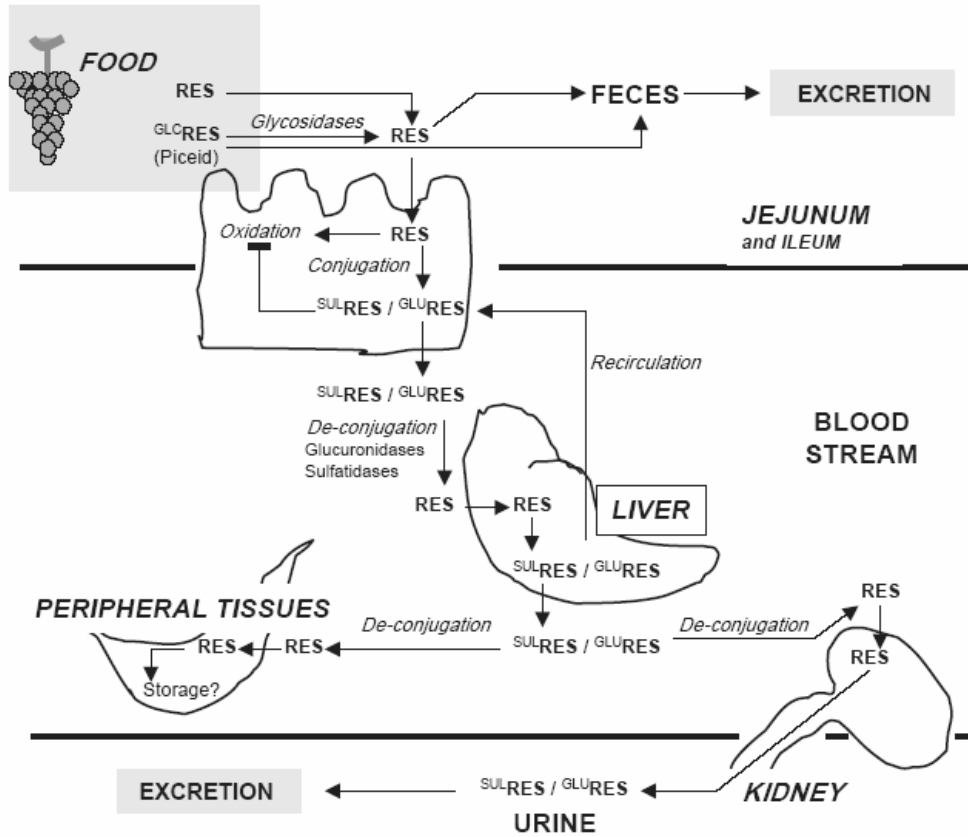 FOOD
RES
GLCRES
(Piceid)
Glycosidases
RES
FECES
EXCRETION
JEJUNUM
and ILEUM
Oxidation
RES
Conjugation
SULRES / GLURES
Recirculation
SULRES / GLURES
De-conjugation
Glucuronidases
Sulfatidases
BLOOD
STREAM
RES
RES
LIVER
SULRES / GLURES
PERIPHERAL TISSUES
De-conjugation
SULRES / GLURES
De-conjugation
RES
RES
RES
RES
Storage?
EXCRETION
SULRES / GLURES
URINE
KIDNEY